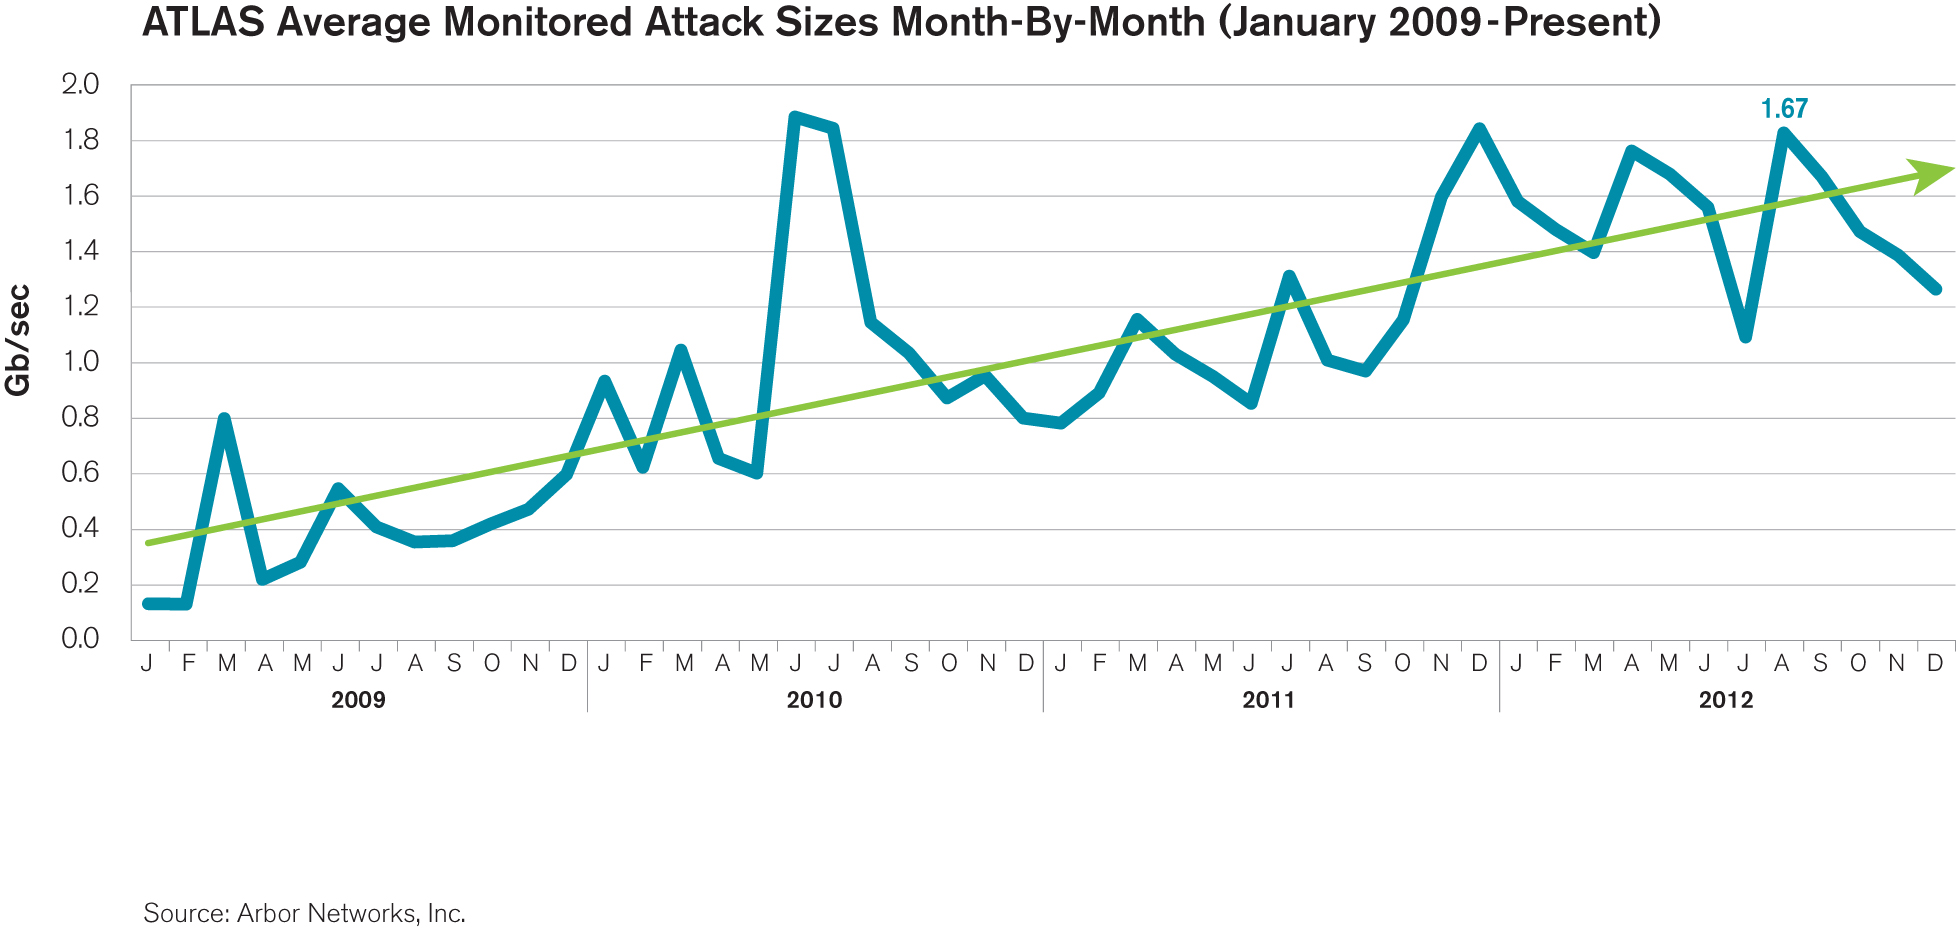 ATLAS Average Monitored Attack Sizes Month-By-Month (January 2009-Present)
2.0
1.8
1.6
1.4
1.2
1.0
0.8
0.6
0.4
0.2
0.0
Gb/sec
1.67
J F M A M J J A S O N D J F M A M J J A S O N D J F M A M J J A S O N D J F M A M J J A S O N D
2009 2010 2011 2012
Source: Arbor Networks, Inc.